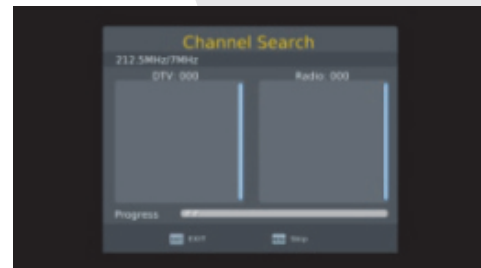 Channel Search
212.5MHz/7MHz
DTV: 000 Radio: 000
Progress
EXIT Skip